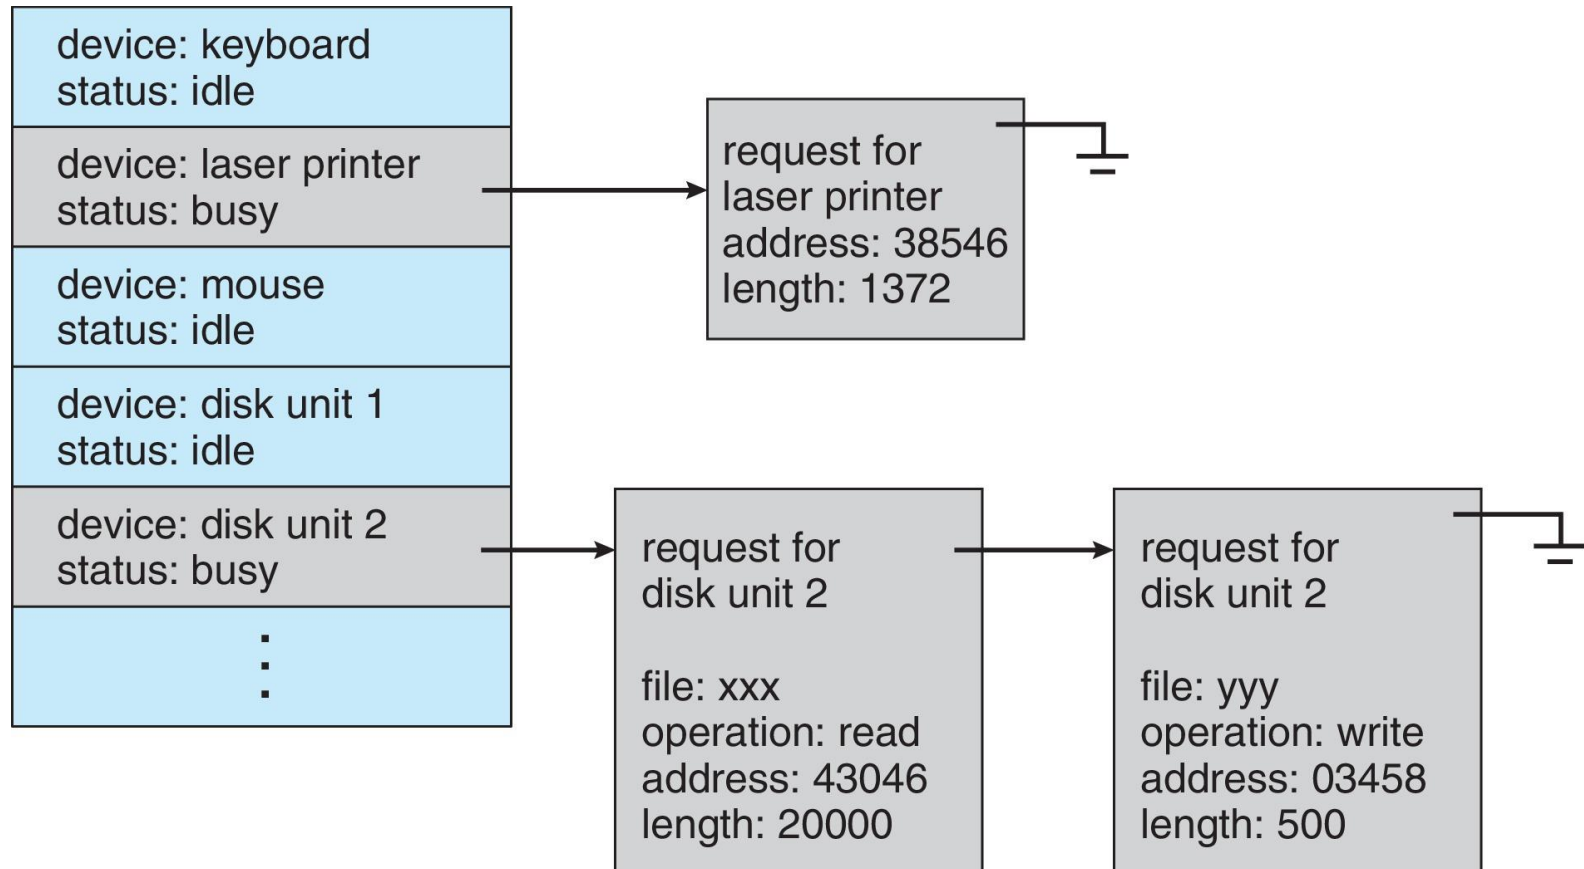 device: keyboard
status: idle
device: laser printer
status: busy
device: mouse
status: idle
device: disk unit 1
status: idle
device: disk unit 2
status: busy
request for
laser printer
address: 38546
length: 1372
request for
disk unit 2
file: xxx
operation: read
address: 43046
length: 20000
request for
disk unit 2
file: yyy
operation: write
address: 03458
length: 500